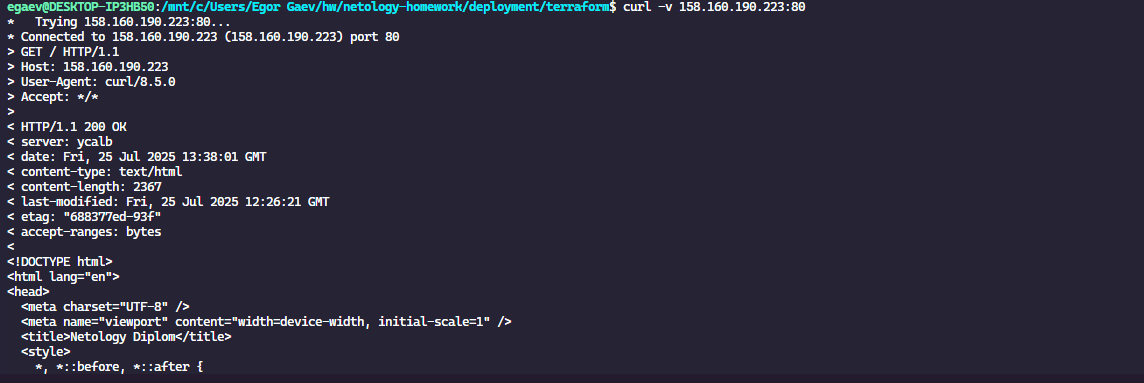 egaev@DESKTOP-IP3HB50:/mnt/c/Users/Egor Gaev/hw/netology-homework/deployment/terraform$ curl -v 158.160.190.223:80
*   Trying 158.160.190.223:80...
* Connected to 158.160.190.223 (158.160.190.223) port 80
> GET / HTTP/1.1
> Host: 158.160.190.223
> User-Agent: curl/8.5.0
> Accept: */*
>
< HTTP/1.1 200 OK
< server: ycalb
< date: Fri, 25 Jul 2025 13:38:01 GMT
< content-type: text/html
< content-length: 2367
< last-modified: Fri, 25 Jul 2025 12:26:21 GMT
< etag: "688377ed-93f"
< accept-ranges: bytes
<
<!DOCTYPE html>
<html lang="en">
<head>
  <meta charset="UTF-8" />
  <meta name="viewport" content="width=device-width, initial-scale=1" />
  <title>Netology Diplom</title>
  <style>
    *, *::before, *::after {